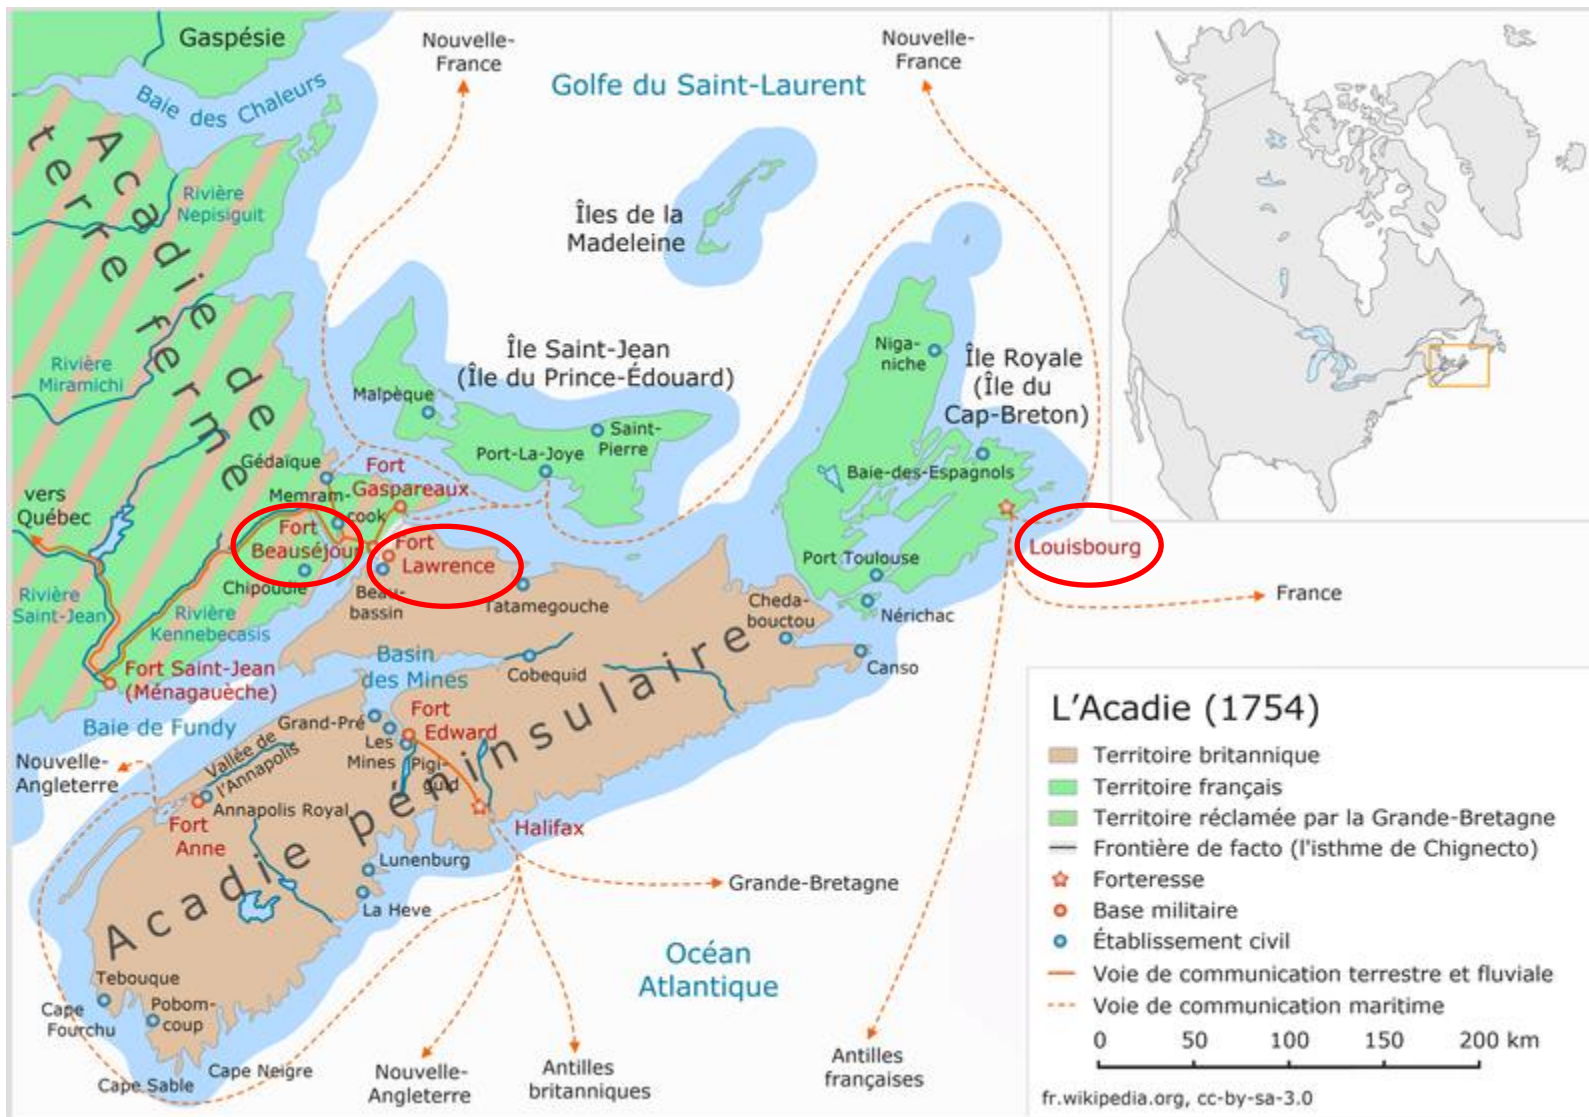 Gaspésie
Nouvelle-
France
Nouvelle-
France
Golfe du Saint-Laurent
Baie des Chaleurs
Acadie de
terre ferme
Rivière
Nepisiguit
Îles de la
Madeleine
Rivière
Miramichi
Île Saint-Jean
(Île du Prince-Édouard)
Malpèque
Saint-
Pierre
Port-La-Joye
Niga-
niche
Île Royale
(Île du
Cap-Breton)
Baie-des-Espagnols
Gédaïque
Fort
Gaspareaux
Memram-
cook
vers
Québec
Fort
Beauséjour
Fort
Lawrence
Louisbourg
Port Toulouse
Chipoudie
Beau-
bassin
Tatamegouche
Cheda-
bouctou
Nérichac
France
Rivière
Saint-Jean
Rivière
Kennebecasis
Canso
Fort Saint-Jean
(Ménagauèche)
Basin
des Mines
Cobequid
Baie de Fundy
Grand-Pré
Fort
Edward
Les
Mines
Pigi-
guid
Nouvelle-
Angleterre
Vallée de
l'Annapolis
Annapolis Royal
Fort
Anne
Halifax
Acadie péninsulaire
Lunenburg
La Heve
Grande-Bretagne
Océan
Atlantique
Tebouque
Cape
Fourchu
Pobom-
coup
Cape Sable
Cape Neigre
Nouvelle-
Angleterre
Antilles
britanniques
Antilles
françaises
L'Acadie (1754)
Territoire britannique
Territoire français
Territoire réclamée par la Grande-Bretagne
Frontière de facto (l'isthme de Chignecto)
Forteresse
Base militaire
Établissement civil
Voie de communication terrestre et fluviale
Voie de communication maritime
0 50 100 150 200 km
fr.wikipedia.org, cc-by-sa-3.0